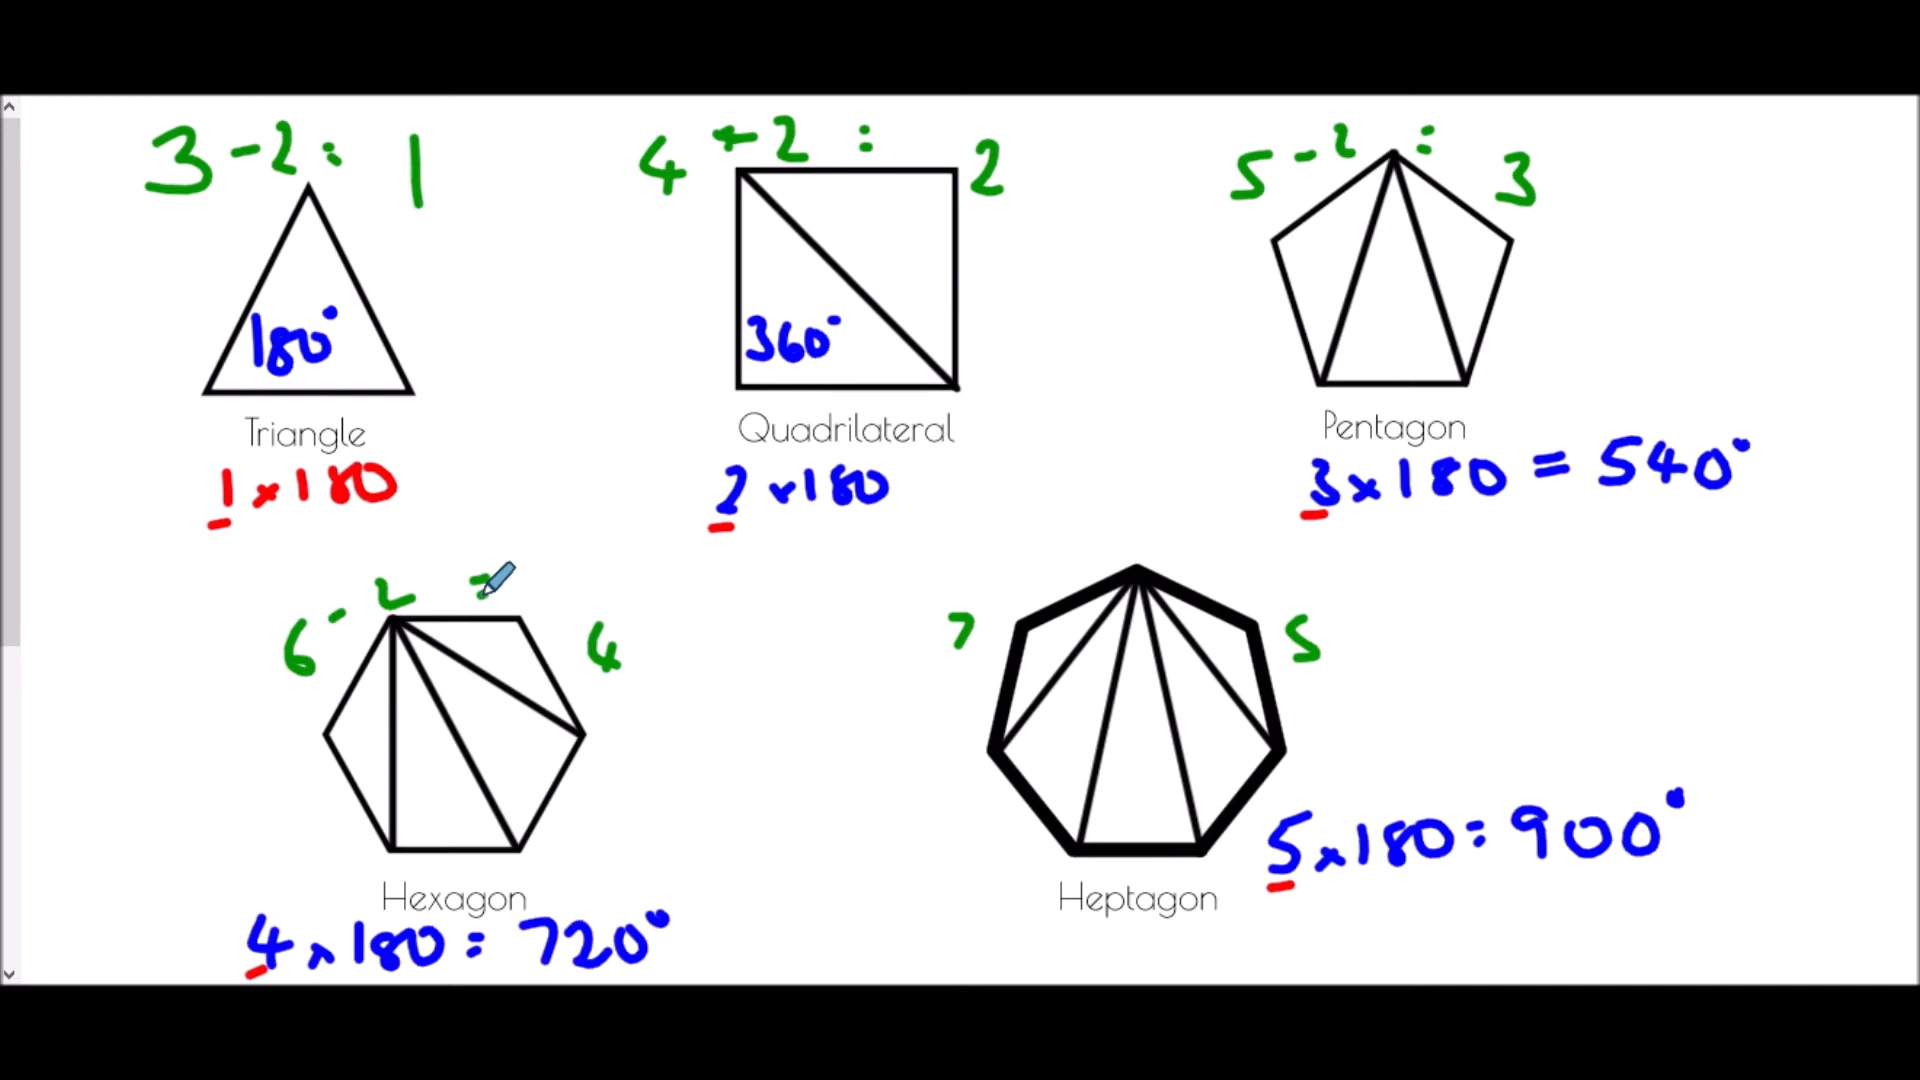 3 - 2 = 1
4 - 2 = 2
5 - 2 = 3
180°
360°
Triangle
Quadrilateral
Pentagon
1 × 180
2 × 180
3 × 180 = 540°
6 - 2 = 4
7 5
5 × 180 = 900°
Hexagon
Heptagon
4 × 180 = 720°